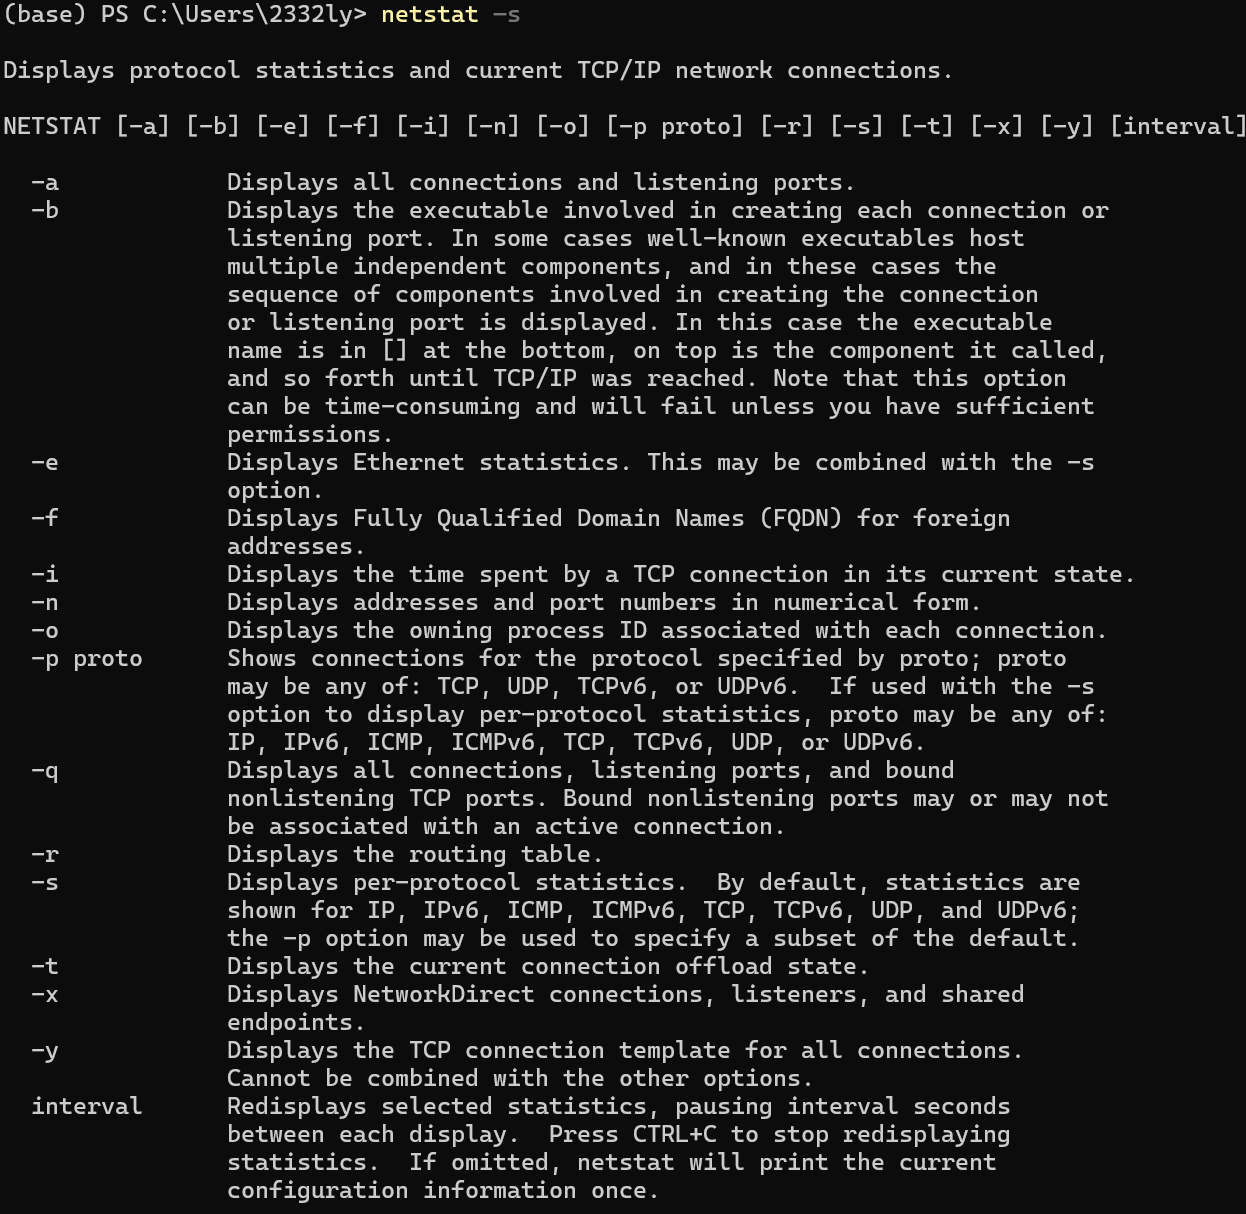 (base) PS C:\Users\2332ly> netstat -s
Displays protocol statistics and current TCP/IP network connections.
NETSTAT [-a] [-b] [-e] [-f] [-i] [-n] [-o] [-p proto] [-r] [-s] [-t] [-x] [-y] [interval]
-a Displays all connections and listening ports.
-b Displays the executable involved in creating each connection or
listening port. In some cases well-known executables host
multiple independent components, and in these cases the
sequence of components involved in creating the connection
or listening port is displayed. In this case the executable
name is in [] at the bottom, on top is the component it called,
and so forth until TCP/IP was reached. Note that this option
can be time-consuming and will fail unless you have sufficient
permissions.
-e Displays Ethernet statistics. This may be combined with the -s
option.
-f Displays Fully Qualified Domain Names (FQDN) for foreign
addresses.
-i Displays the time spent by a TCP connection in its current state.
-n Displays addresses and port numbers in numerical form.
-o Displays the owning process ID associated with each connection.
-p proto Shows connections for the protocol specified by proto; proto
may be any of: TCP, UDP, TCPv6, or UDPv6.  If used with the -s
option to display per-protocol statistics, proto may be any of:
IP, IPv6, ICMP, ICMPv6, TCP, TCPv6, UDP, or UDPv6.
-q Displays all connections, listening ports, and bound
nonlistening TCP ports. Bound nonlistening ports may or may not
be associated with an active connection.
-r Displays the routing table.
-s Displays per-protocol statistics.  By default, statistics are
shown for IP, IPv6, ICMP, ICMPv6, TCP, TCPv6, UDP, and UDPv6;
the -p option may be used to specify a subset of the default.
-t Displays the current connection offload state.
-x Displays NetworkDirect connections, listeners, and shared
endpoints.
-y Displays the TCP connection template for all connections.
Cannot be combined with the other options.
interval Redisplays selected statistics, pausing interval seconds
between each display.  Press CTRL+C to stop redisplaying
statistics.  If omitted, netstat will print the current
configuration information once.